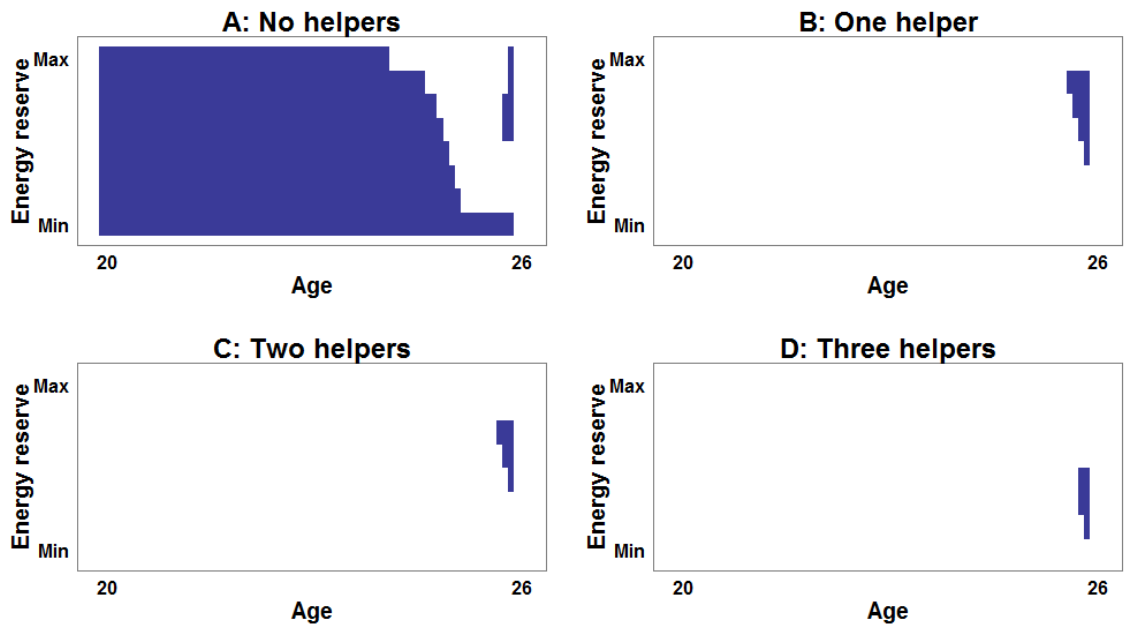 A: No helpers
Energy reserve
Max
Min
20
26
Age
B: One helper
Energy reserve
Max
Min
20
26
Age
C: Two helpers
Energy reserve
Max
Min
20
26
Age
D: Three helpers
Energy reserve
Max
Min
20
26
Age